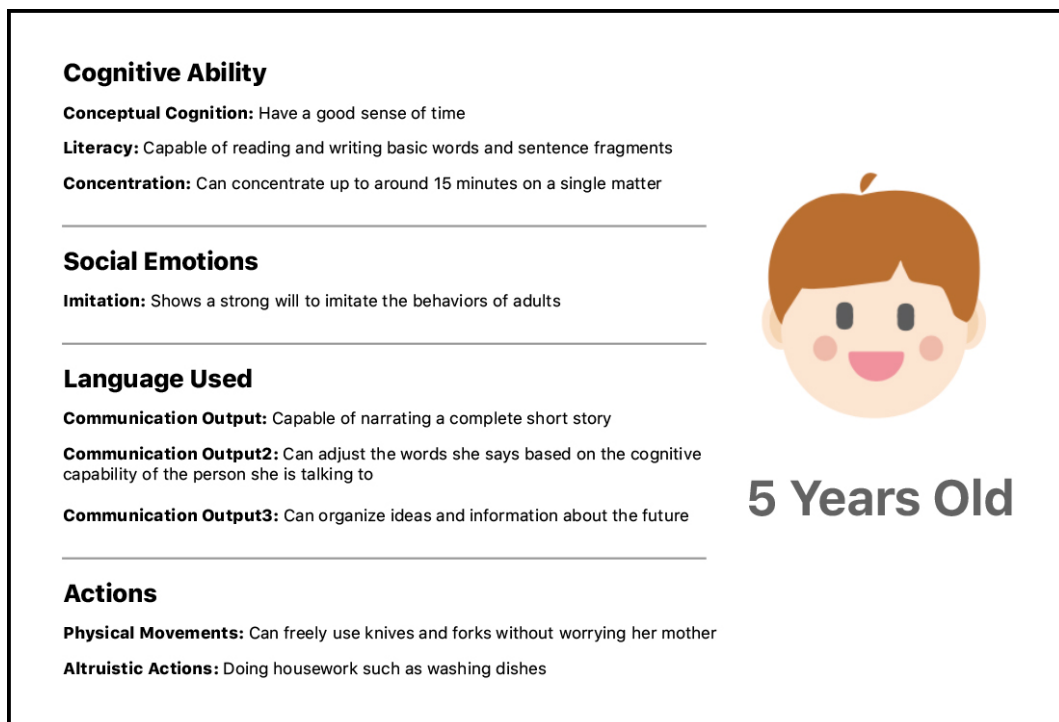 Cognitive Ability
Conceptual Cognition: Have a good sense of time
Literacy: Capable of reading and writing basic words and sentence fragments
Concentration: Can concentrate up to around 15 minutes on a single matter
Social Emotions
Imitation: Shows a strong will to imitate the behaviors of adults
Language Used
Communication Output: Capable of narrating a complete short story
Communication Output2: Can adjust the words she says based on the cognitive
capability of the person she is talking to
Communication Output3: Can organize ideas and information about the future
Actions
Physical Movements: Can freely use knives and forks without worrying her mother
Altruistic Actions: Doing housework such as washing dishes
5 Years Old